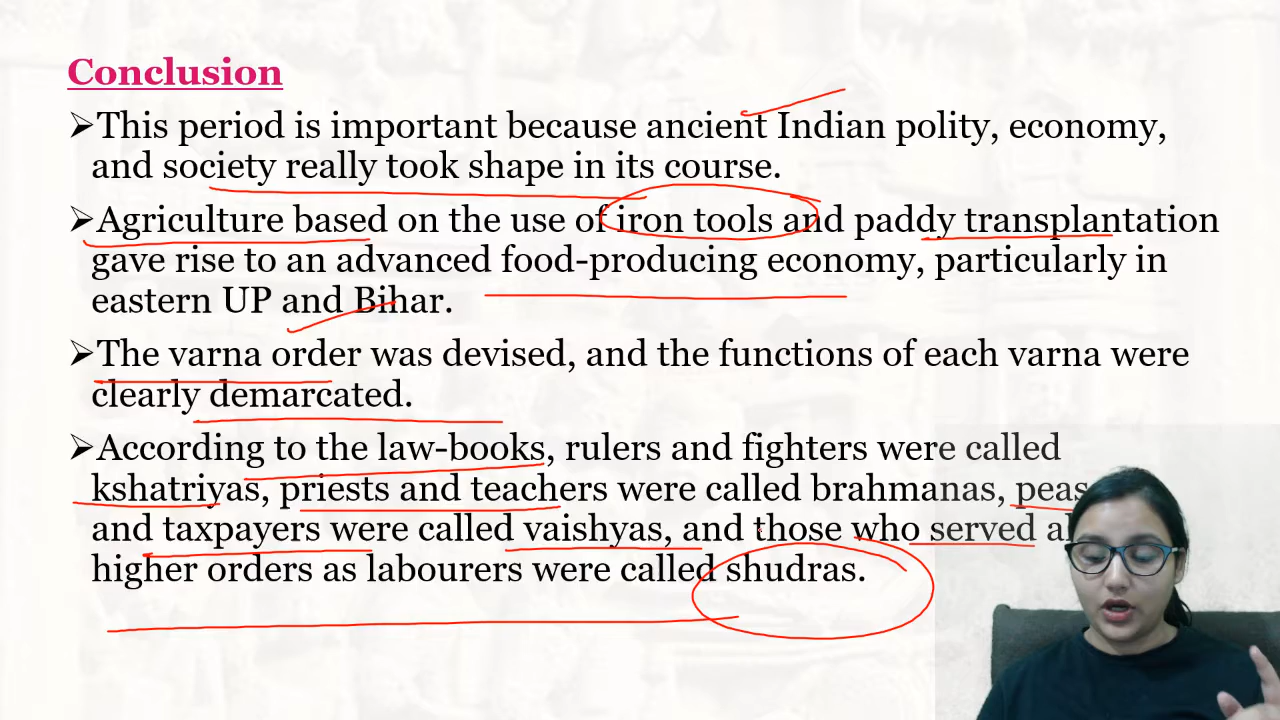 Conclusion
➢This period is important because ancient Indian polity, economy,
and society really took shape in its course.
➢Agriculture based on the use of iron tools and paddy transplantation
gave rise to an advanced food-producing economy, particularly in
eastern UP and Bihar.
➢The varna order was devised, and the functions of each varna were
clearly demarcated.
➢According to the law-books, rulers and fighters were called
kshatriyas, priests and teachers were called brahmanas,
and taxpayers were called vaishyas, and those who served
higher orders as labourers were called shudras.